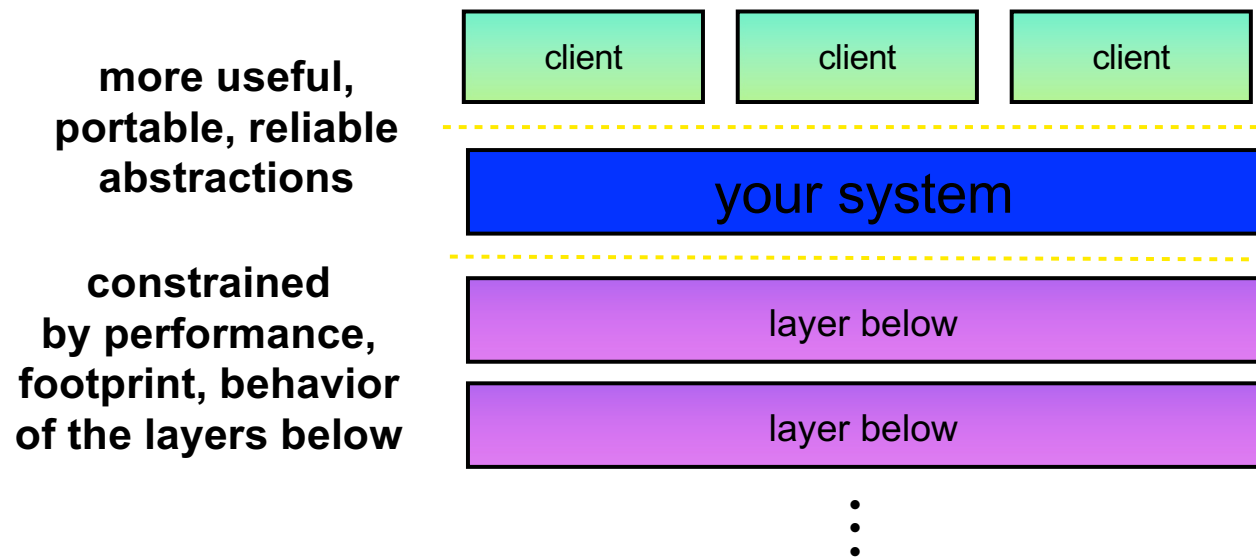 more useful,
portable, reliable
abstractions
client
client
client
your system
constrained
by performance,
footprint, behavior
of the layers below
layer below
layer below